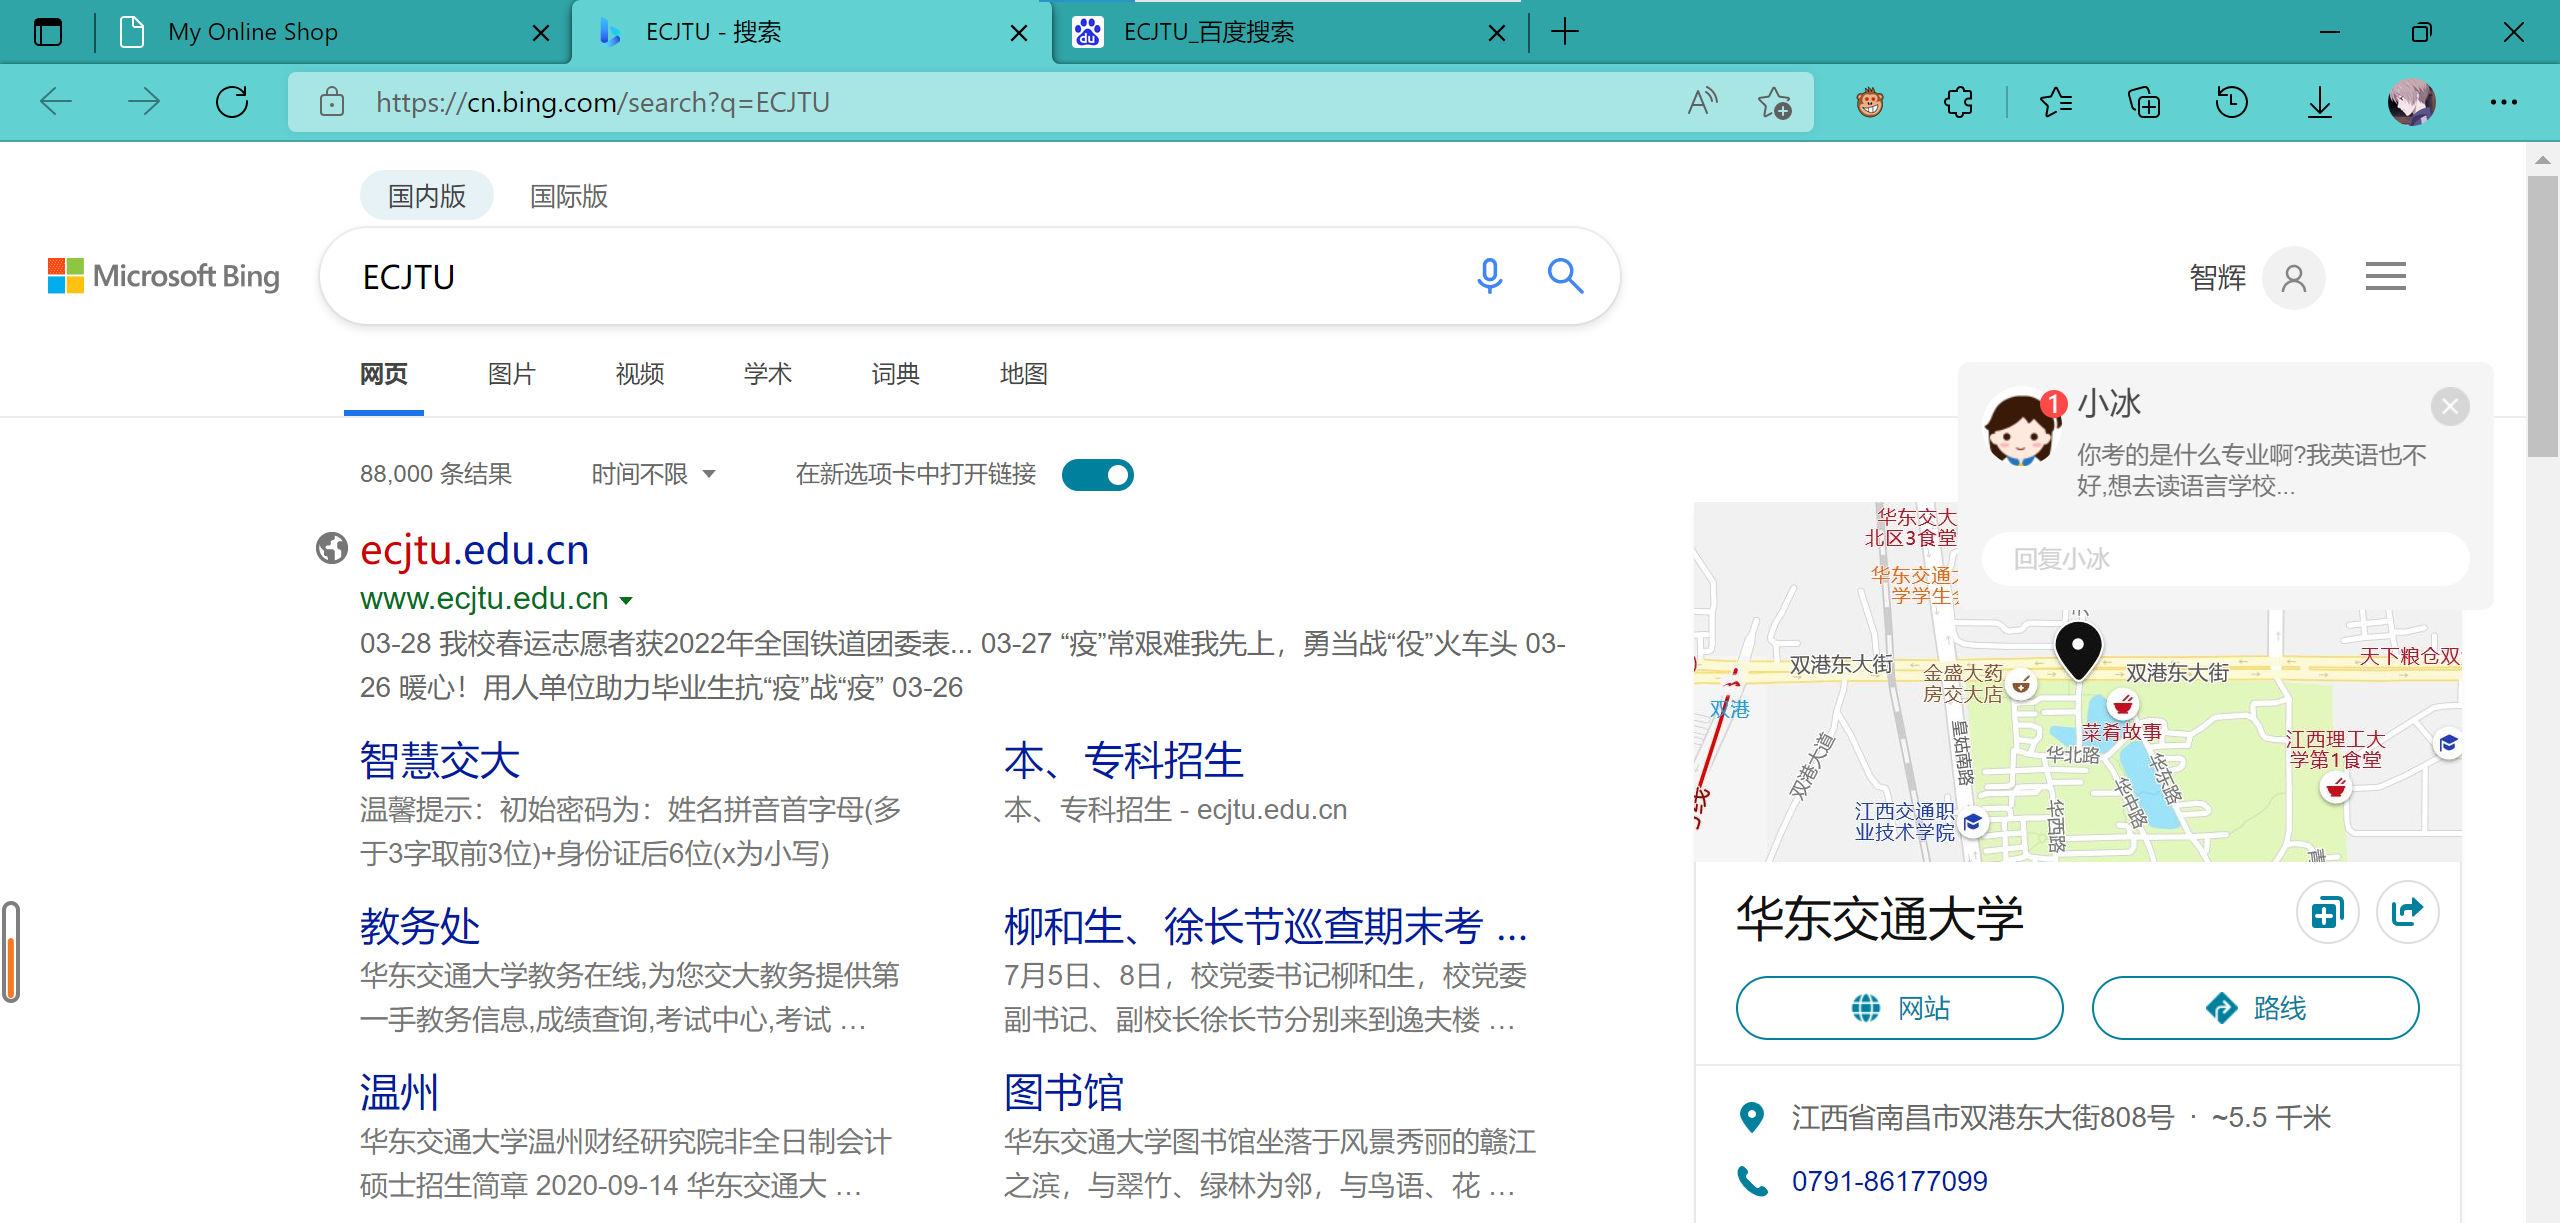 My Online Shop
ECJTU - 搜索
ECJTU_百度搜索
https://cn.bing.com/search?q=ECJTU
国内版 国际版
Microsoft Bing
ECJTU
智辉
网页 图片 视频 学术 词典 地图
小冰
1
你考的是什么专业啊?我英语也不
好,想去读语言学校...
回复小冰
88,000 条结果 时间不限 在新选项卡中打开链接
ecjtu.edu.cn
www.ecjtu.edu.cn
03-28 我校春运志愿者获2022年全国铁道团委表... 03-27 “疫”常艰难我先上，勇当战“役”火车头 03-
26 暖心！用人单位助力毕业生抗“疫”战“疫” 03-26
智慧交大
温馨提示：初始密码为：姓名拼音首字母(多
于3字取前3位)+身份证后6位(x为小写)
本、专科招生
本、专科招生 - ecjtu.edu.cn
教务处
华东交通大学教务在线,为您交大教务提供第
一手教务信息,成绩查询,考试中心,考试 …
柳和生、徐长节巡查期末考 ...
7月5日、8日，校党委书记柳和生，校党委
副书记、副校长徐长节分别来到逸夫楼 …
温州
华东交通大学温州财经研究院非全日制会计
硕士招生简章 2020-09-14 华东交通大 …
图书馆
华东交通大学图书馆坐落于风景秀丽的赣江
之滨，与翠竹、绿林为邻，与鸟语、花 …
华东交大
北区3食堂
华东交通大
学学生会
双港东大街
金盛大药
房交大店
双港东大街
天下粮仓双
双港
菜肴故事
皇姑南路
华北路
华东路
华中路
华西路
双港大道
江西理工大
学第1食堂
江西交通职
业技术学院
青
华东交通大学
网站
路线
江西省南昌市双港东大街808号 · ~5.5 千米
0791-86177099